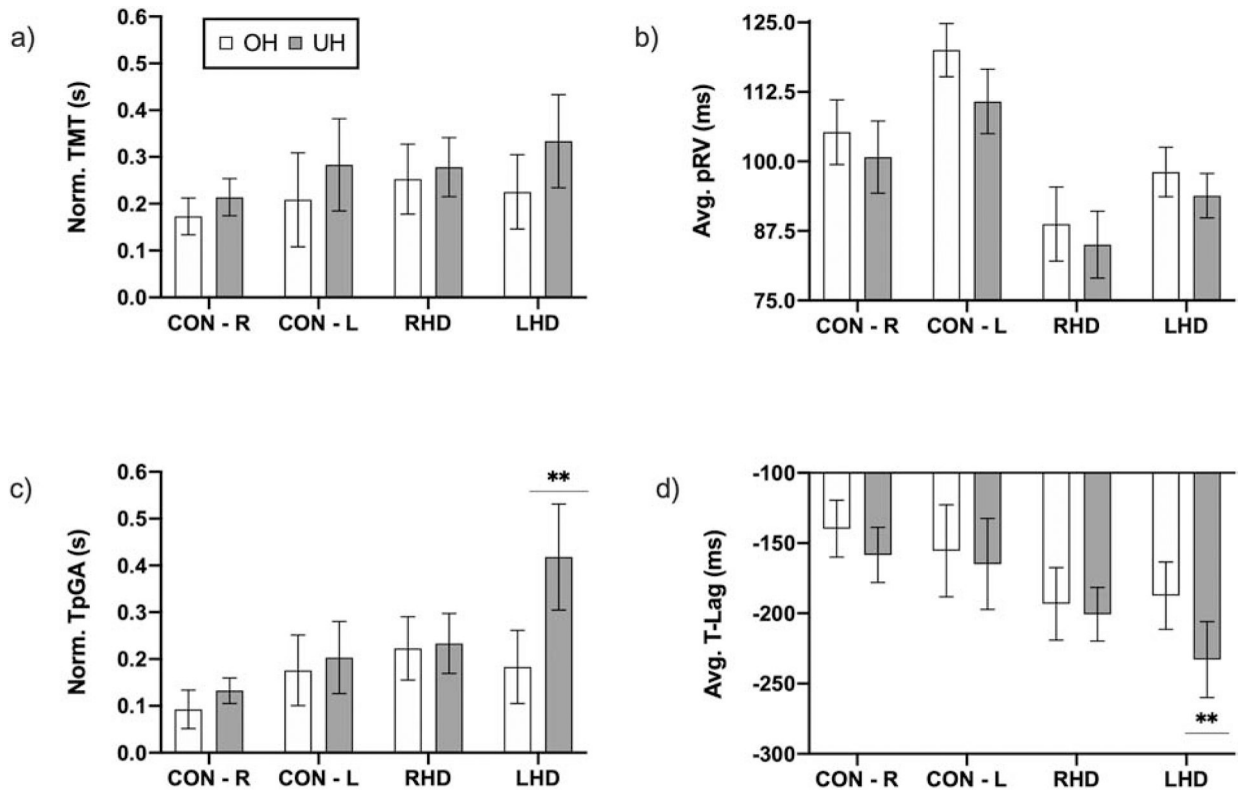 a)
OH UH
Norm. TMT (s)
0.6
0.5
0.4
0.3
0.2
0.1
0.0
CON - R CON - L RHD LHD
b)
Avg. pRV (ms)
125.0
112.5
100.0
87.5
75.0
CON - R CON - L RHD LHD
c)
Norm. TpGA (s)
0.6
0.5
0.4
0.3
0.2
0.1
0.0
**
CON - R CON - L RHD LHD
d)
Avg. T-Lag (ms)
-100
-150
-200
-250
-300
**
CON - R CON - L RHD LHD